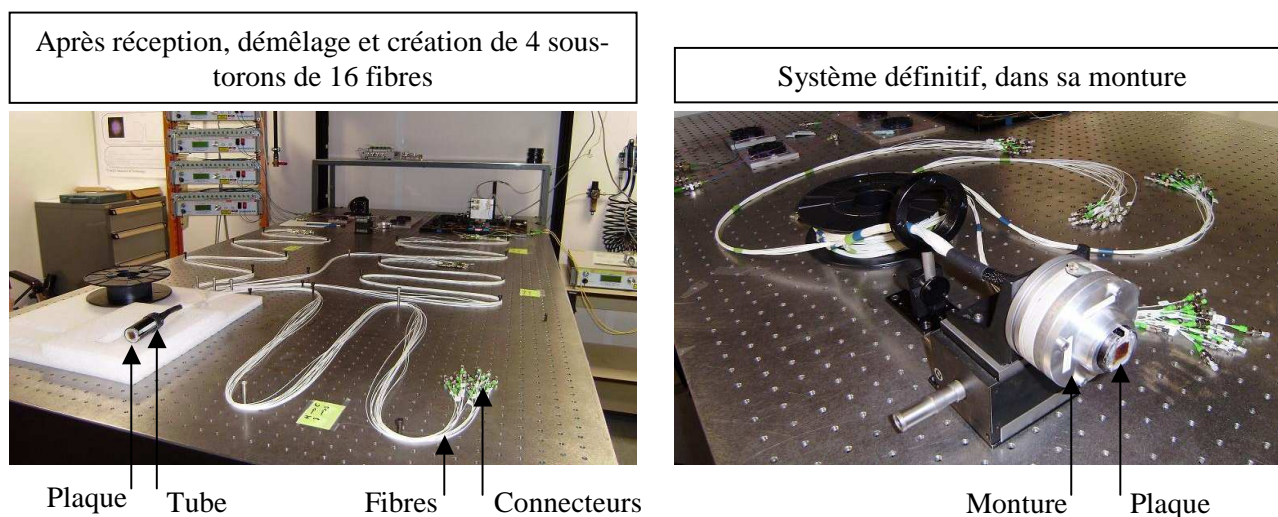 Après réception, démêlage et création de 4 sous-
torons de 16 fibres
Système définitif, dans sa monture
Plaque
Tube
Fibres
Connecteurs
Monture
Plaque